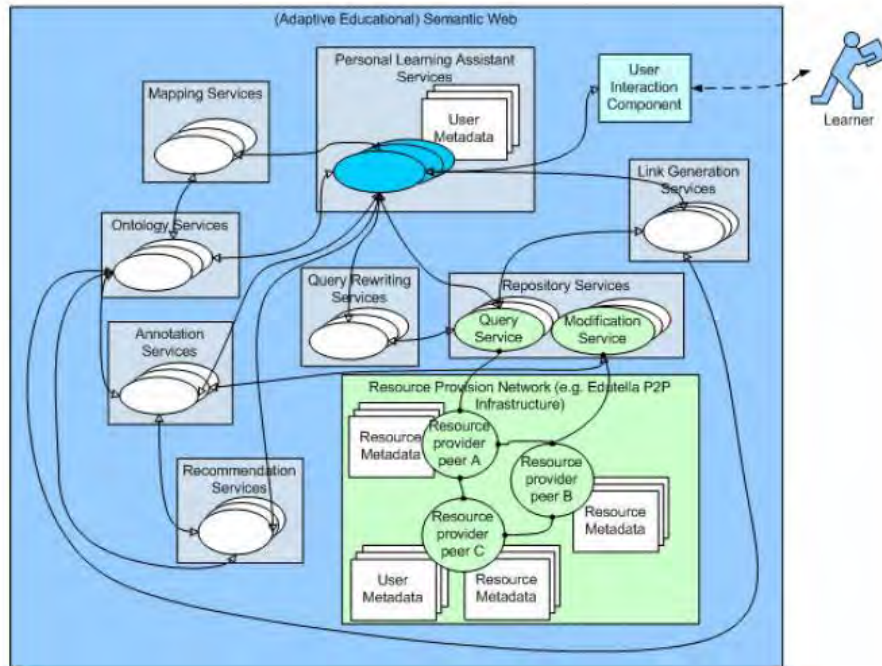 (Adaptive Educational) Semantic Web
Personal Learning Assistant
Services
User
Metadata
User
Interaction
Component
Learner
Mapping Services
Link Generation
Services
Ontology Services
Query Rewriting
Services
Repository Services
Query
Service
Modification
Service
Annotation
Services
Resource Provision Network (e.g. Edutella P2P
Infrastructure)
Resource
Metadata
Resource
provider
peer A
Resource
provider
peer B
Resource
Metadata
Recommendation
Services
Resource
provider
peer C
User
Metadata
Resource
Metadata